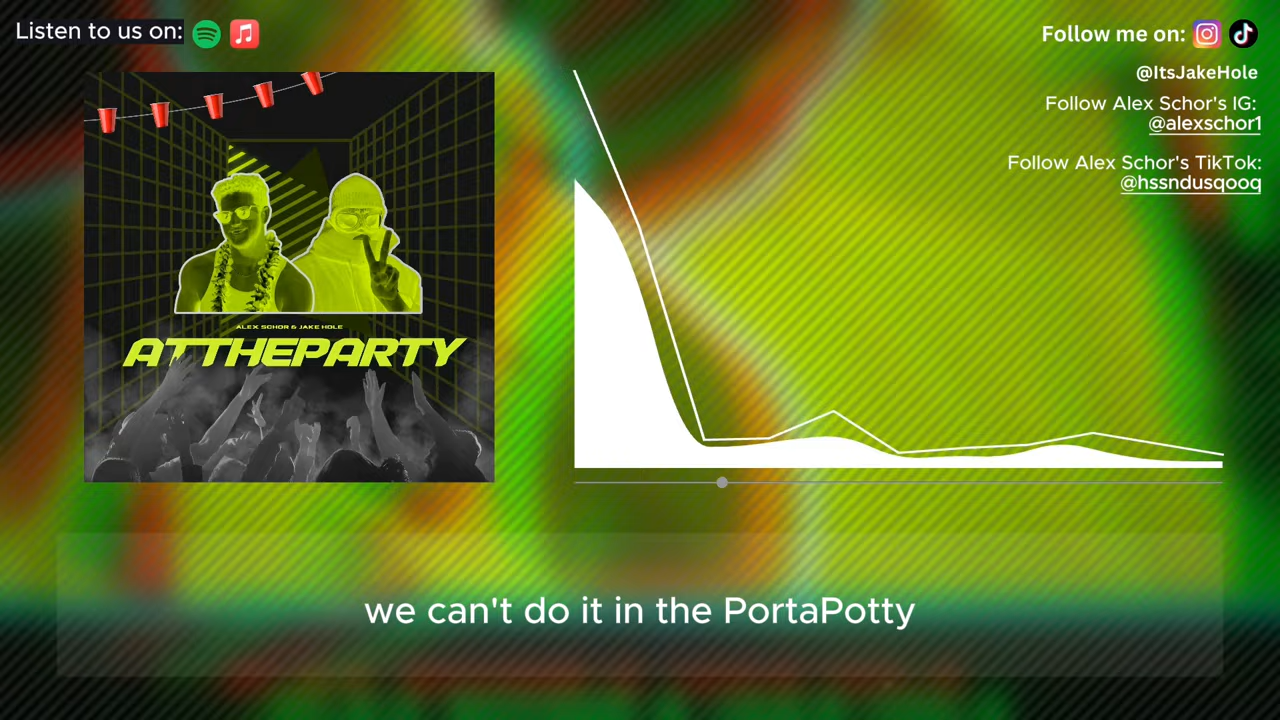 Listen to us on:
Follow me on:
@ItsJakeHole
Follow Alex Schor's IG:
@alexschor1
Follow Alex Schor's TikTok:
@hssndusqooq
ALEX SCHOR & JAKE HOLE
ATTHEPARTY
we can't do it in the PortaPotty